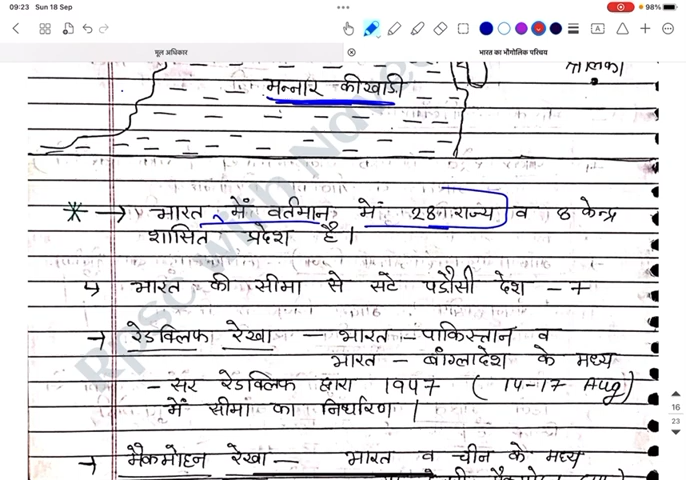 09:23 Sun 18 Sep
98%
मूल अधिकार
भारत का भौगोलिक परिचय
मन्नार की खाडी
* → भारत में वर्तमान में 28 राज्य व 8 केन्द्र
शासित प्रदेश है।
→ भारत की सीमा से सटे पडौसी देश - 7
→ रेडक्लिफ रेखा - भारत - पाकिस्तान व
भारत - बांग्लादेश के मध्य
- सर रेडक्लिफ द्वारा 1947 (14-17 Aug)
में सीमा का निर्धारण।
→ मैकमोहन रेखा - भारत व चीन के मध्य
16
23